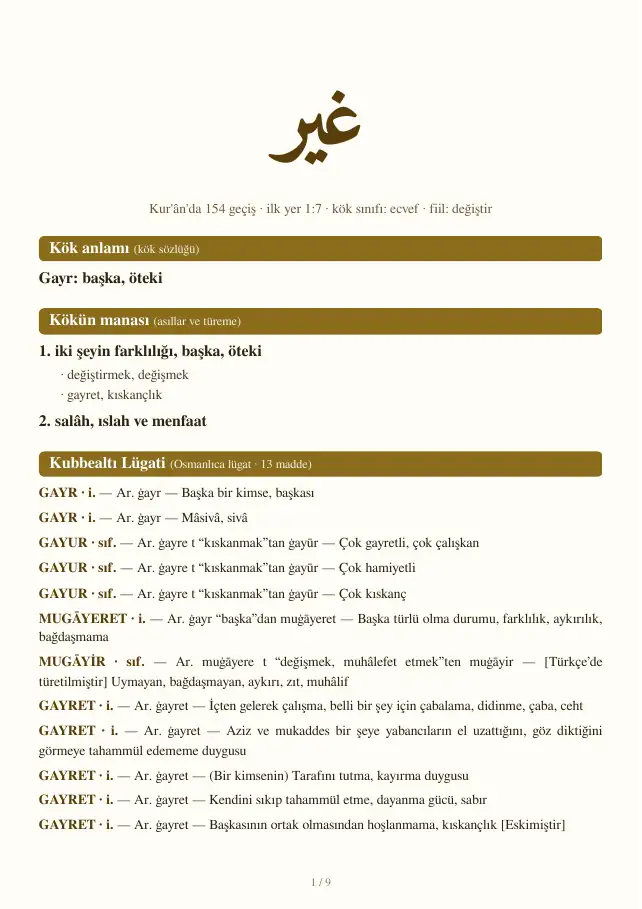 غير
Kur'ân'da 154 geçiş · ilk yer 1:7 · kök sınıfı: ecvef · fiil: değiştir
Kök anlamı (kök sözlüğü)
Gayr: başka, öteki
Kökün manası (asıllar ve türeme)
1. iki şeyin farklılığı, başka, öteki
· değiştirmek, değişmek
· gayret, kıskançlık
2. salâh, ıslah ve menfaat
Kubbealtı Lügati (Osmanlıca lügat · 13 madde)
GAYR · i. — Ar. ġayr — Başka bir kimse, başkası
GAYR · i. — Ar. ġayr — Mâsivâ, sivâ
GAYUR · sıf. — Ar. ġayre t “kıskanmak”tan ġayūr — Çok gayretli, çok çalışkan
GAYUR · sıf. — Ar. ġayre t “kıskanmak”tan ġayūr — Çok hamiyetli
GAYUR · sıf. — Ar. ġayre t “kıskanmak”tan ġayūr — Çok kıskanç
MUGĀYERET · i. — Ar. ġayr “başka”dan muġāyeret — Başka türlü olma durumu, farklılık, aykırılık,
bağdaşmama
MUGĀYİR · sıf. — Ar. muġāyere t “değişmek, muhâlefet etmek”ten muġāyir — [Türkçe’de
türetilmiştir] Uymayan, bağdaşmayan, aykırı, zıt, muhâlif
GAYRET · i. — Ar. ġayret — İçten gelerek çalışma, belli bir şey için çabalama, didinme, çaba, ceht
GAYRET · i. — Ar. ġayret — Aziz ve mukaddes bir şeye yabancıların el uzattığını, göz diktiğini
görmeye tahammül edememe duygusu
GAYRET · i. — Ar. ġayret — (Bir kimsenin) Tarafını tutma, kayırma duygusu
GAYRET · i. — Ar. ġayret — Kendini sıkıp tahammül etme, dayanma gücü, sabır
GAYRET · i. — Ar. ġayret — Başkasının ortak olmasından hoşlanmama, kıskançlık [Eskimiştir]
1 / 9